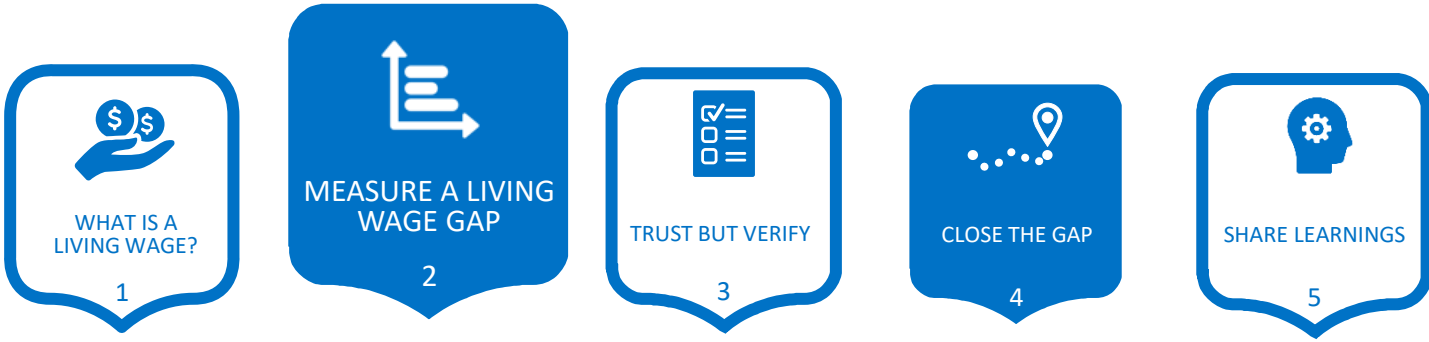 WHAT IS A
LIVING WAGE?
1
MEASURE A LIVING
WAGE GAP
2
TRUST BUT VERIFY
3
CLOSE THE GAP
4
SHARE LEARNINGS
5